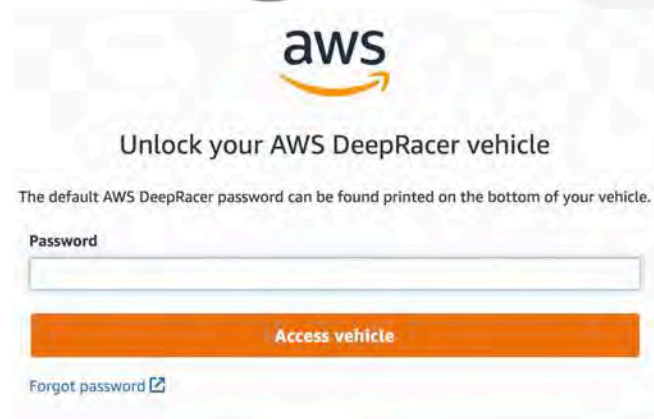 aws
Unlock your AWS DeepRacer vehicle
The default AWS DeepRacer password can be found printed on the bottom of your vehicle.
Password
Access vehicle
Forgot password